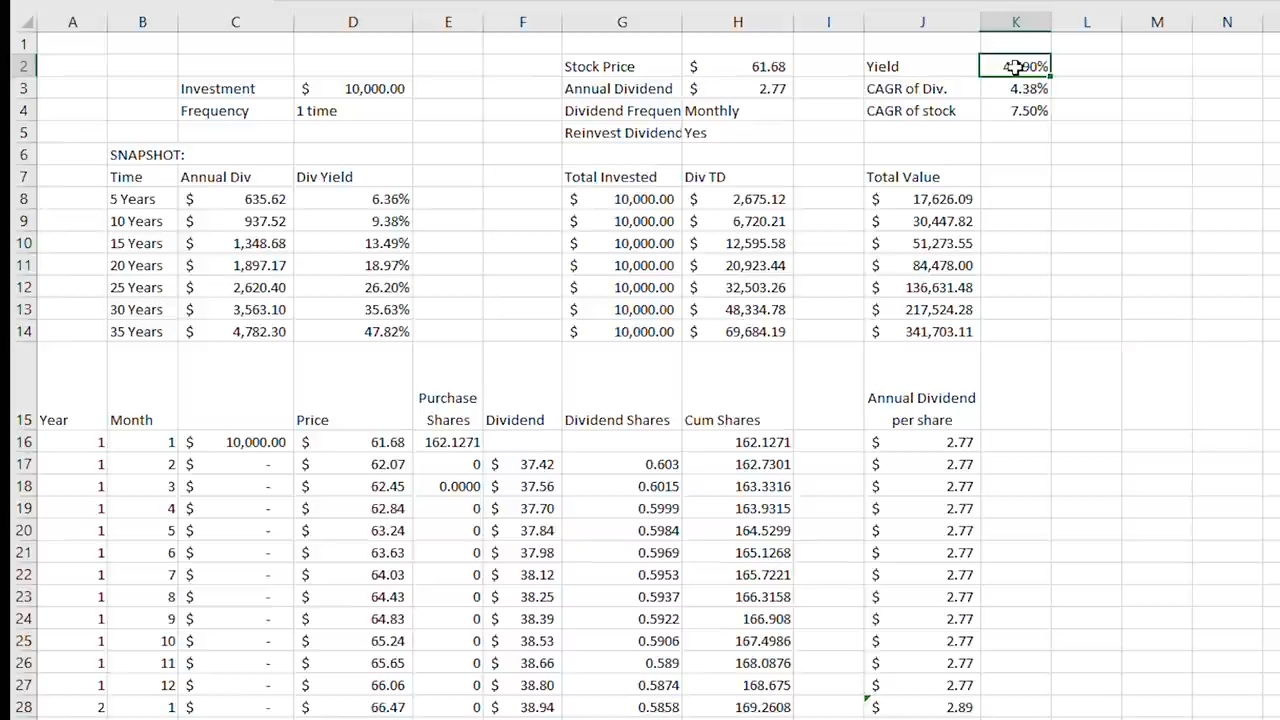 A B C D E F G H I J K L M N
1
2 Stock Price $ 61.68 Yield
3 Investment $ 10,000.00 Annual Dividend $ 2.77 CAGR of Div. 4.38%
4 Frequency 1 time Dividend Frequen Monthly CAGR of stock 7.50%
5 Reinvest Dividend Yes
6 SNAPSHOT:
7 Time Annual Div Div Yield Total Invested Div TD Total Value
8 5 Years $ 635.62 6.36% $ 10,000.00 $ 2,675.12 $ 17,626.09
9 10 Years $ 937.52 9.38% $ 10,000.00 $ 6,720.21 $ 30,447.82
10 15 Years $ 1,348.68 13.49% $ 10,000.00 $ 12,595.58 $ 51,273.55
11 20 Years $ 1,897.17 18.97% $ 10,000.00 $ 20,923.44 $ 84,478.00
12 25 Years $ 2,620.40 26.20% $ 10,000.00 $ 32,503.26 $ 136,631.48
13 30 Years $ 3,563.10 35.63% $ 10,000.00 $ 48,334.78 $ 217,524.28
14 35 Years $ 4,782.30 47.82% $ 10,000.00 $ 69,684.19 $ 341,703.11
Purchase Annual Dividend
15 Year Month Price Shares Dividend Dividend Shares Cum Shares per share
16 1 1 $ 10,000.00 $ 61.68 162.1271 162.1271 $ 2.77
17 1 2 $ - $ 62.07 0 $ 37.42 0.603 162.7301 $ 2.77
18 1 3 $ - $ 62.45 0.0000 $ 37.56 0.6015 163.3316 $ 2.77
19 1 4 $ - $ 62.84 0 $ 37.70 0.5999 163.9315 $ 2.77
20 1 5 $ - $ 63.24 0 $ 37.84 0.5984 164.5299 $ 2.77
21 1 6 $ - $ 63.63 0 $ 37.98 0.5969 165.1268 $ 2.77
22 1 7 $ - $ 64.03 0 $ 38.12 0.5953 165.7221 $ 2.77
23 1 8 $ - $ 64.43 0 $ 38.25 0.5937 166.3158 $ 2.77
24 1 9 $ - $ 64.83 0 $ 38.39 0.5922 166.908 $ 2.77
25 1 10 $ - $ 65.24 0 $ 38.53 0.5906 167.4986 $ 2.77
26 1 11 $ - $ 65.65 0 $ 38.66 0.589 168.0876 $ 2.77
27 1 12 $ - $ 66.06 0 $ 38.80 0.5874 168.675 $ 2.77
28 2 1 $ - $ 66.47 0 $ 38.94 0.5858 169.2608 $ 2.89